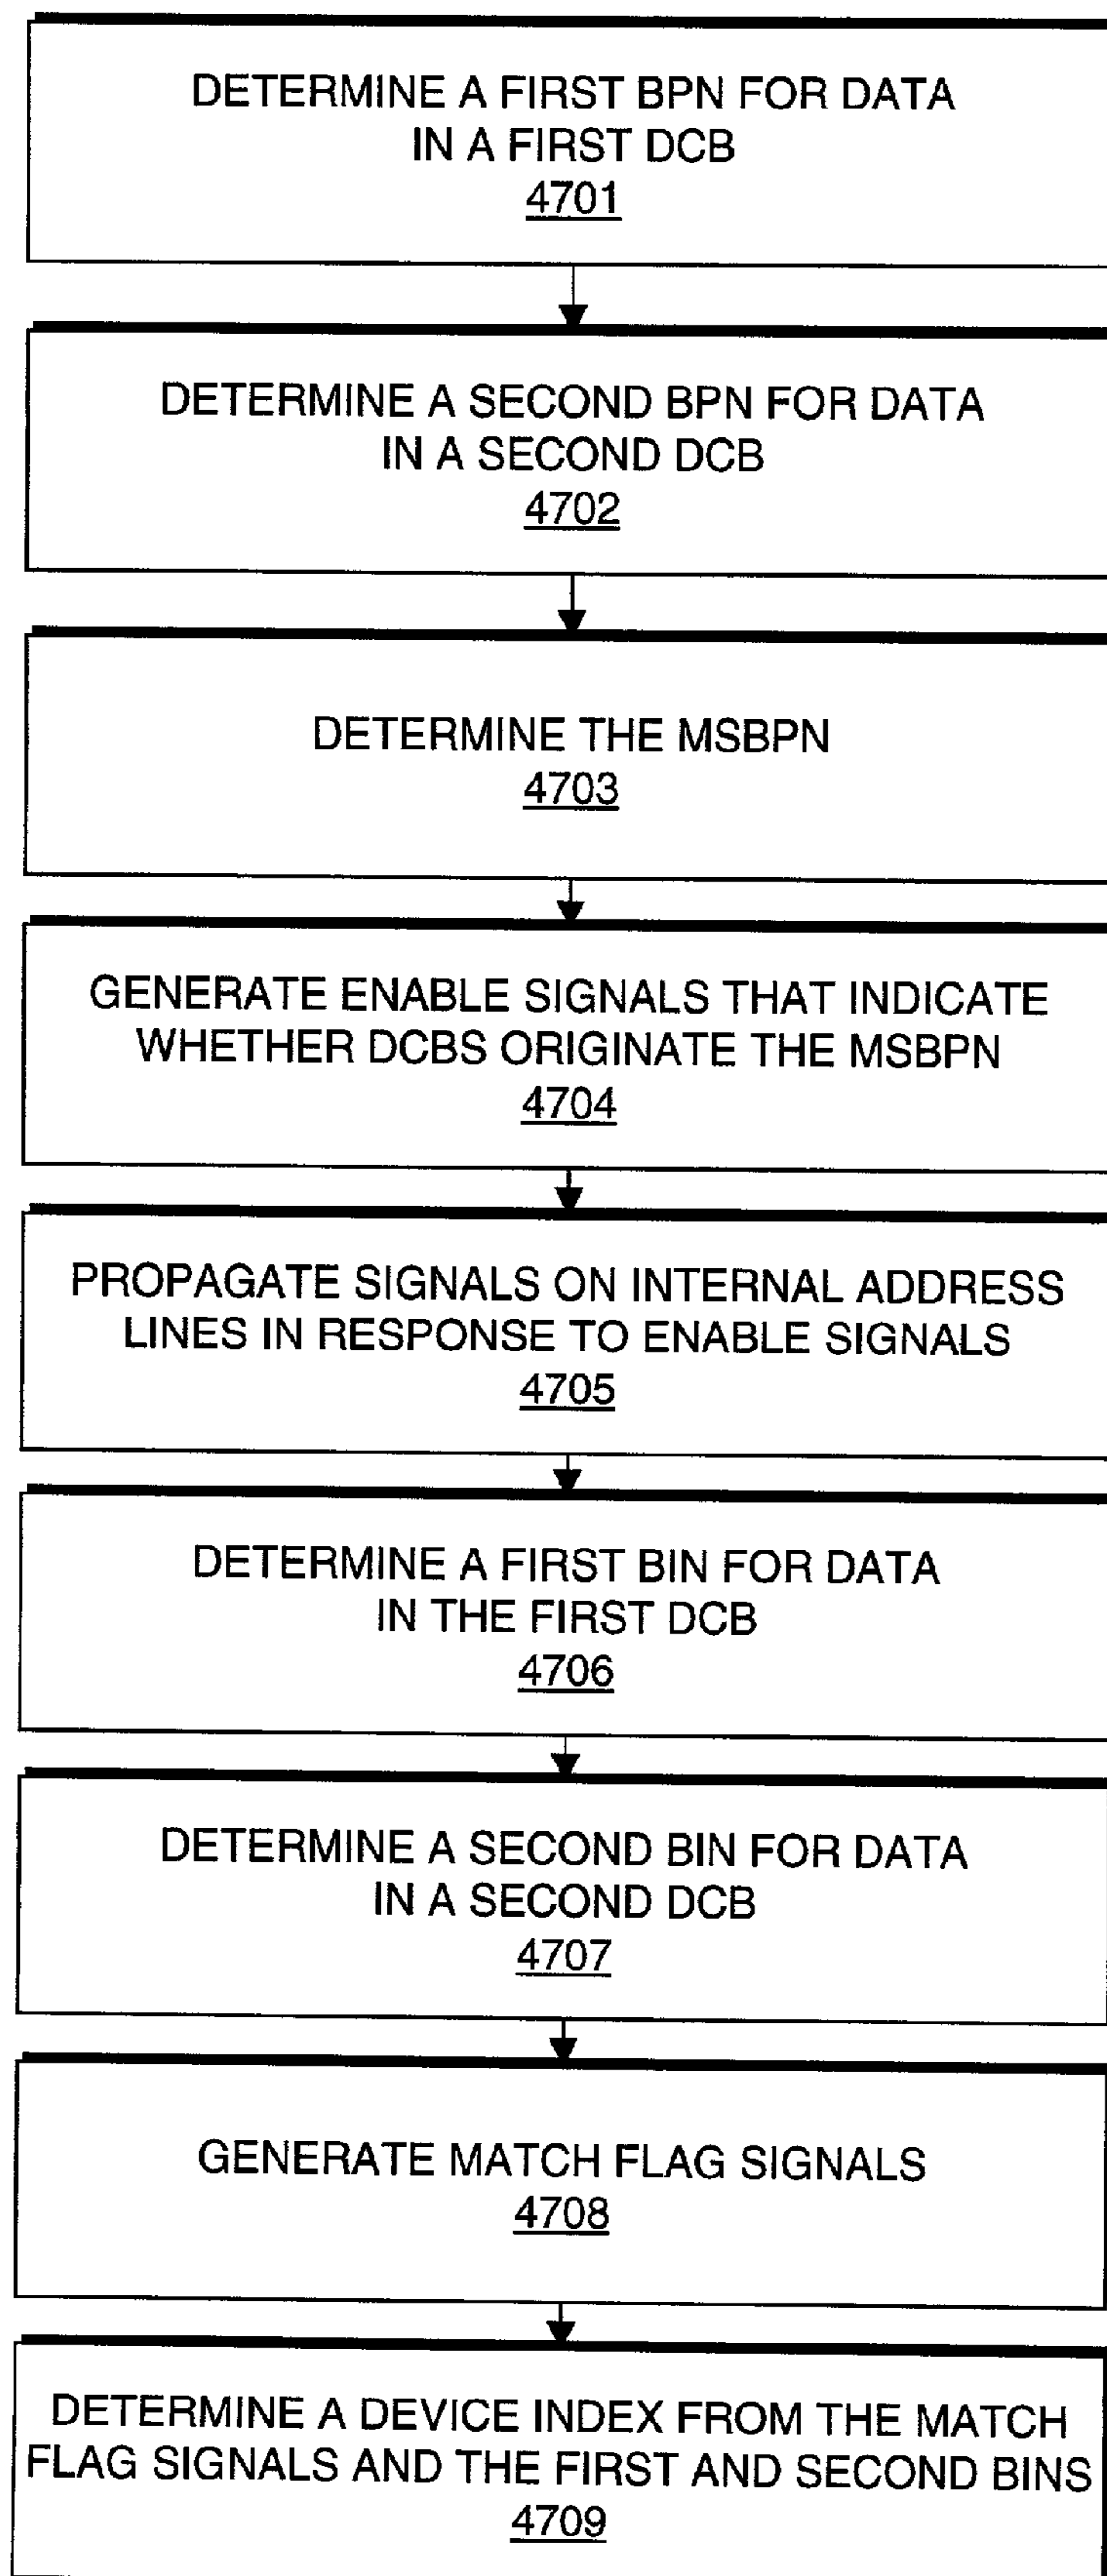 DETERMINE A FIRST BPN FOR DATA
IN A FIRST DCB
4701
DETERMINE A SECOND BPN FOR DATA
IN A SECOND DCB
4702
DETERMINE THE MSBPN
4703
GENERATE ENABLE SIGNALS THAT INDICATE
WHETHER DCBS ORIGINATE THE MSBPN
4704
PROPAGATE SIGNALS ON INTERNAL ADDRESS
LINES IN RESPONSE TO ENABLE SIGNALS
4705
DETERMINE A FIRST BIN FOR DATA
IN THE FIRST DCB
4706
DETERMINE A SECOND BIN FOR DATA
IN A SECOND DCB
4707
GENERATE MATCH FLAG SIGNALS
4708
DETERMINE A DEVICE INDEX FROM THE MATCH
FLAG SIGNALS AND THE FIRST AND SECOND BINS
4709